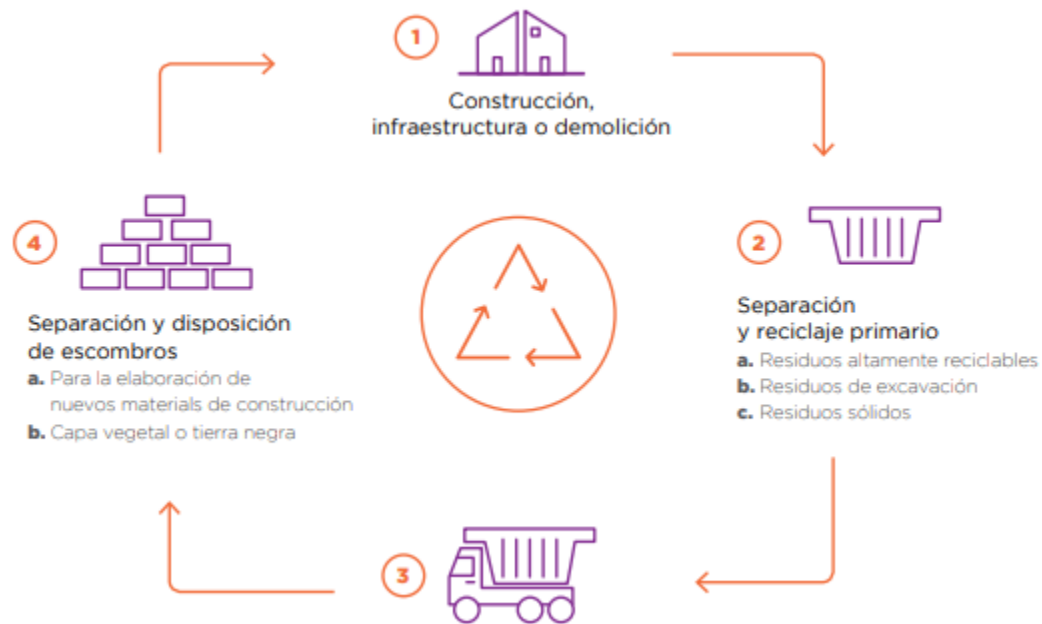 1
Construcción,
infraestructura o demolición
2
Separación
y reciclaje primario
a. Residuos altamente reciclables
b. Residuos de excavación
c. Residuos sólidos
3
4
Separación y disposición
de escombros
a. Para la elaboración de
nuevos materials de construcción
b. Capa vegetal o tierra negra